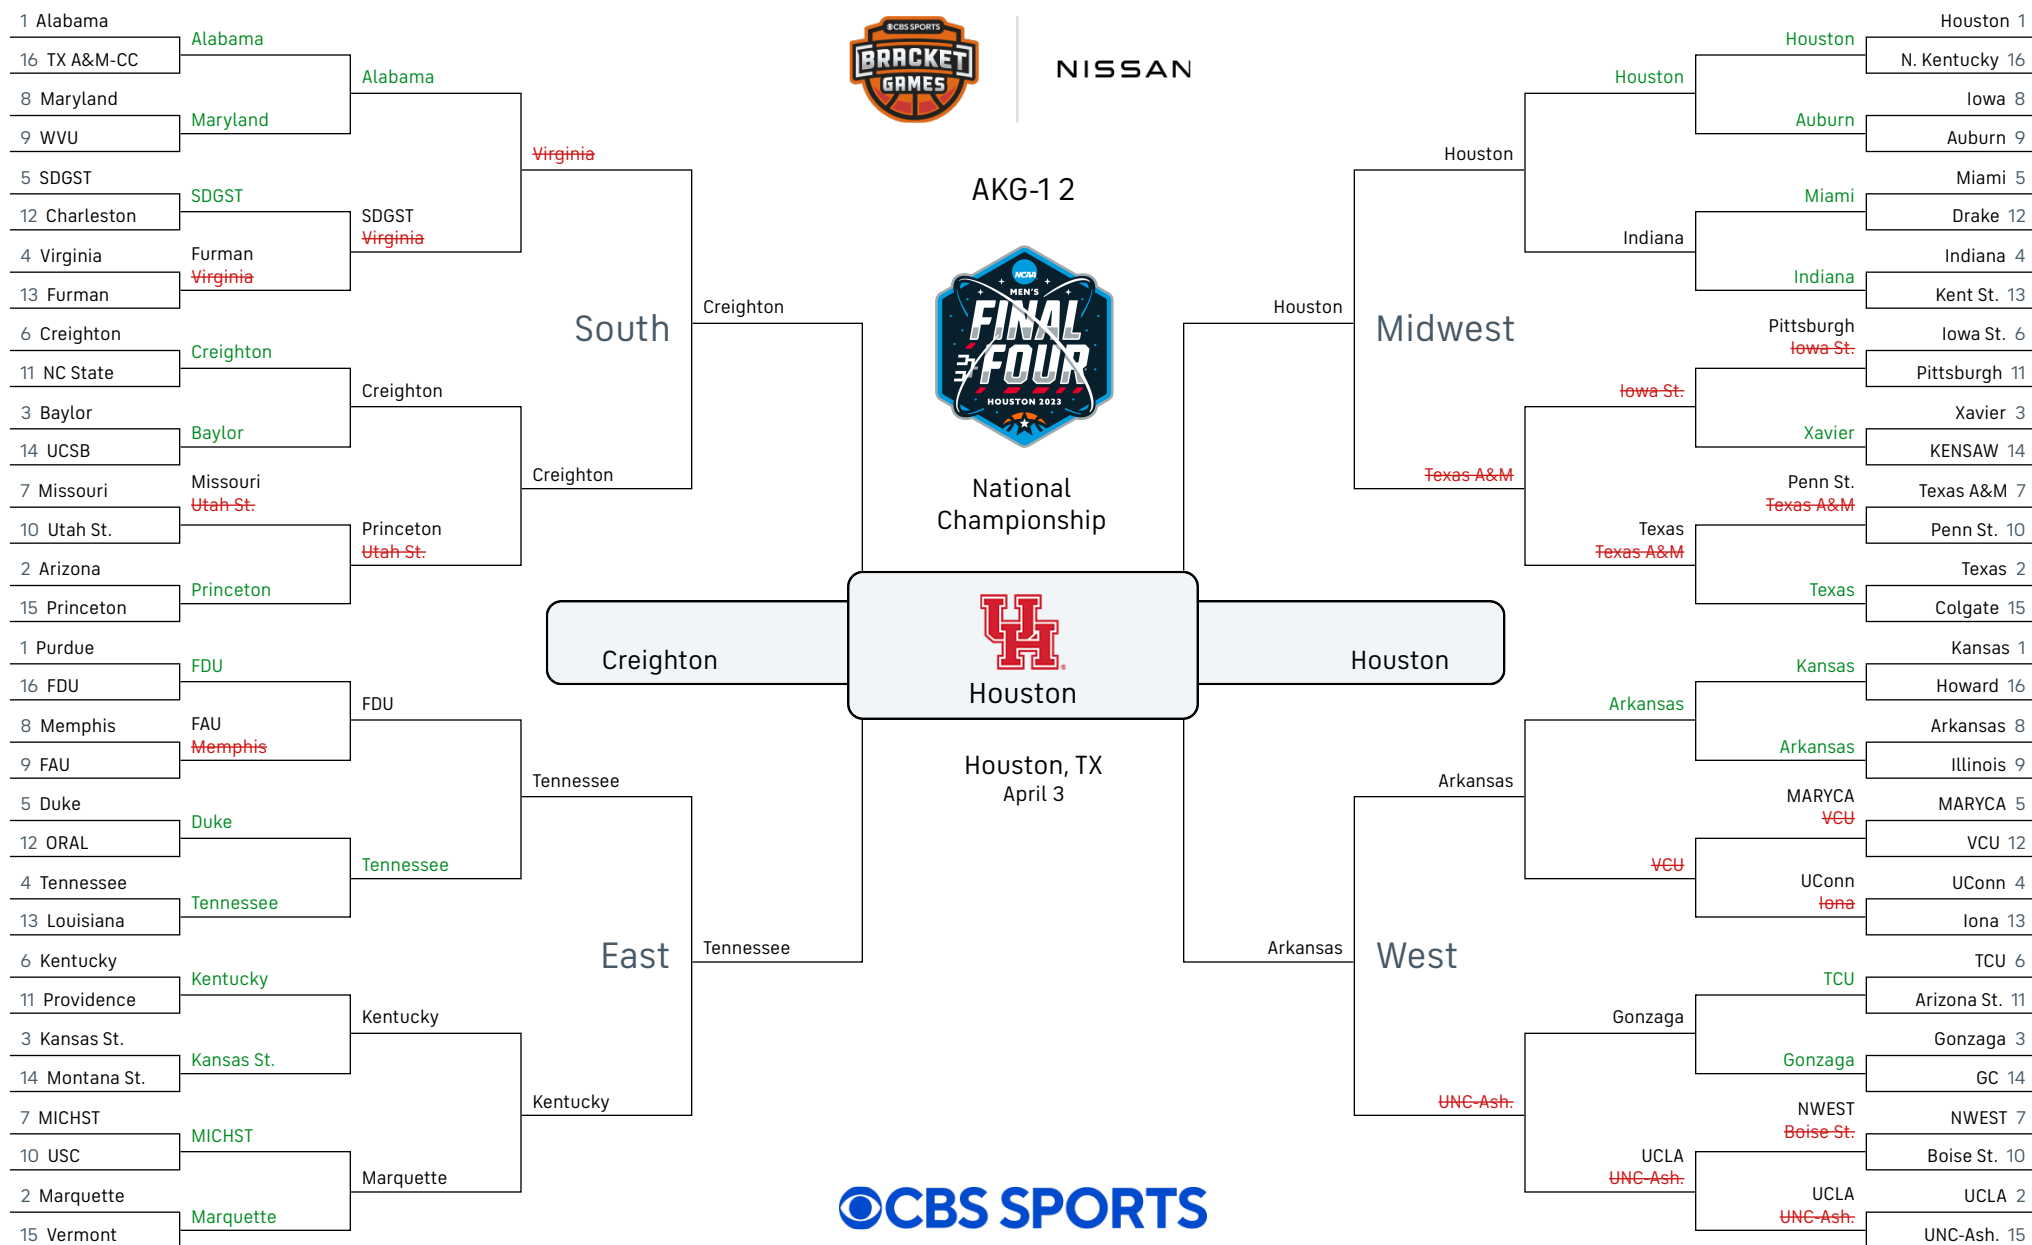 1 Alabama
16 TX A&M-CC
8 Maryland
9 WVU
5 SDGST
12 Charleston
4 Virginia
13 Furman
6 Creighton
11 NC State
3 Baylor
14 UCSB
7 Missouri
10 Utah St.
2 Arizona
15 Princeton
1 Purdue
16 FDU
8 Memphis
9 FAU
5 Duke
12 ORAL
4 Tennessee
13 Louisiana
6 Kentucky
11 Providence
3 Kansas St.
14 Montana St.
7 MICHST
10 USC
2 Marquette
15 Vermont
Alabama
Maryland
SDGST
Furman
Virginia
Creighton
Baylor
Missouri
Utah St.
Princeton
FDU
FAU
Memphis
Duke
Tennessee
Kentucky
Kansas St.
MICHST
Marquette
Alabama
SDGST
Virginia
Creighton
Princeton
Utah St.
FDU
Tennessee
Kentucky
Marquette
Virginia
Creighton
Tennessee
Kentucky
South
East
Creighton
Tennessee
CBS SPORTS
BRACKET
GAMES
NISSAN
AKG-1 2
NCAA
MEN'S
FINAL
FOUR
HOUSTON 2023
National
Championship
Creighton
UH
Houston
Houston
Houston, TX
April 3
CBS SPORTS
Houston
Arkansas
Midwest
West
Houston
Texas A&M
Arkansas
UNC-Ash.
Houston
Indiana
Iowa St.
Texas
Texas A&M
Arkansas
VCU
Gonzaga
UCLA
UNC-Ash.
Houston
Auburn
Miami
Indiana
Pittsburgh
Iowa St.
Xavier
Penn St.
Texas A&M
Texas
Kansas
Arkansas
MARYCA
VCU
UConn
Iona
TCU
Gonzaga
NWEST
Boise St.
UCLA
UNC-Ash.
Houston 1
N. Kentucky 16
Iowa 8
Auburn 9
Miami 5
Drake 12
Indiana 4
Kent St. 13
Iowa St. 6
Pittsburgh 11
Xavier 3
KENSAW 14
Texas A&M 7
Penn St. 10
Texas 2
Colgate 15
Kansas 1
Howard 16
Arkansas 8
Illinois 9
MARYCA 5
VCU 12
UConn 4
Iona 13
TCU 6
Arizona St. 11
Gonzaga 3
GC 14
NWEST 7
Boise St. 10
UCLA 2
UNC-Ash. 15